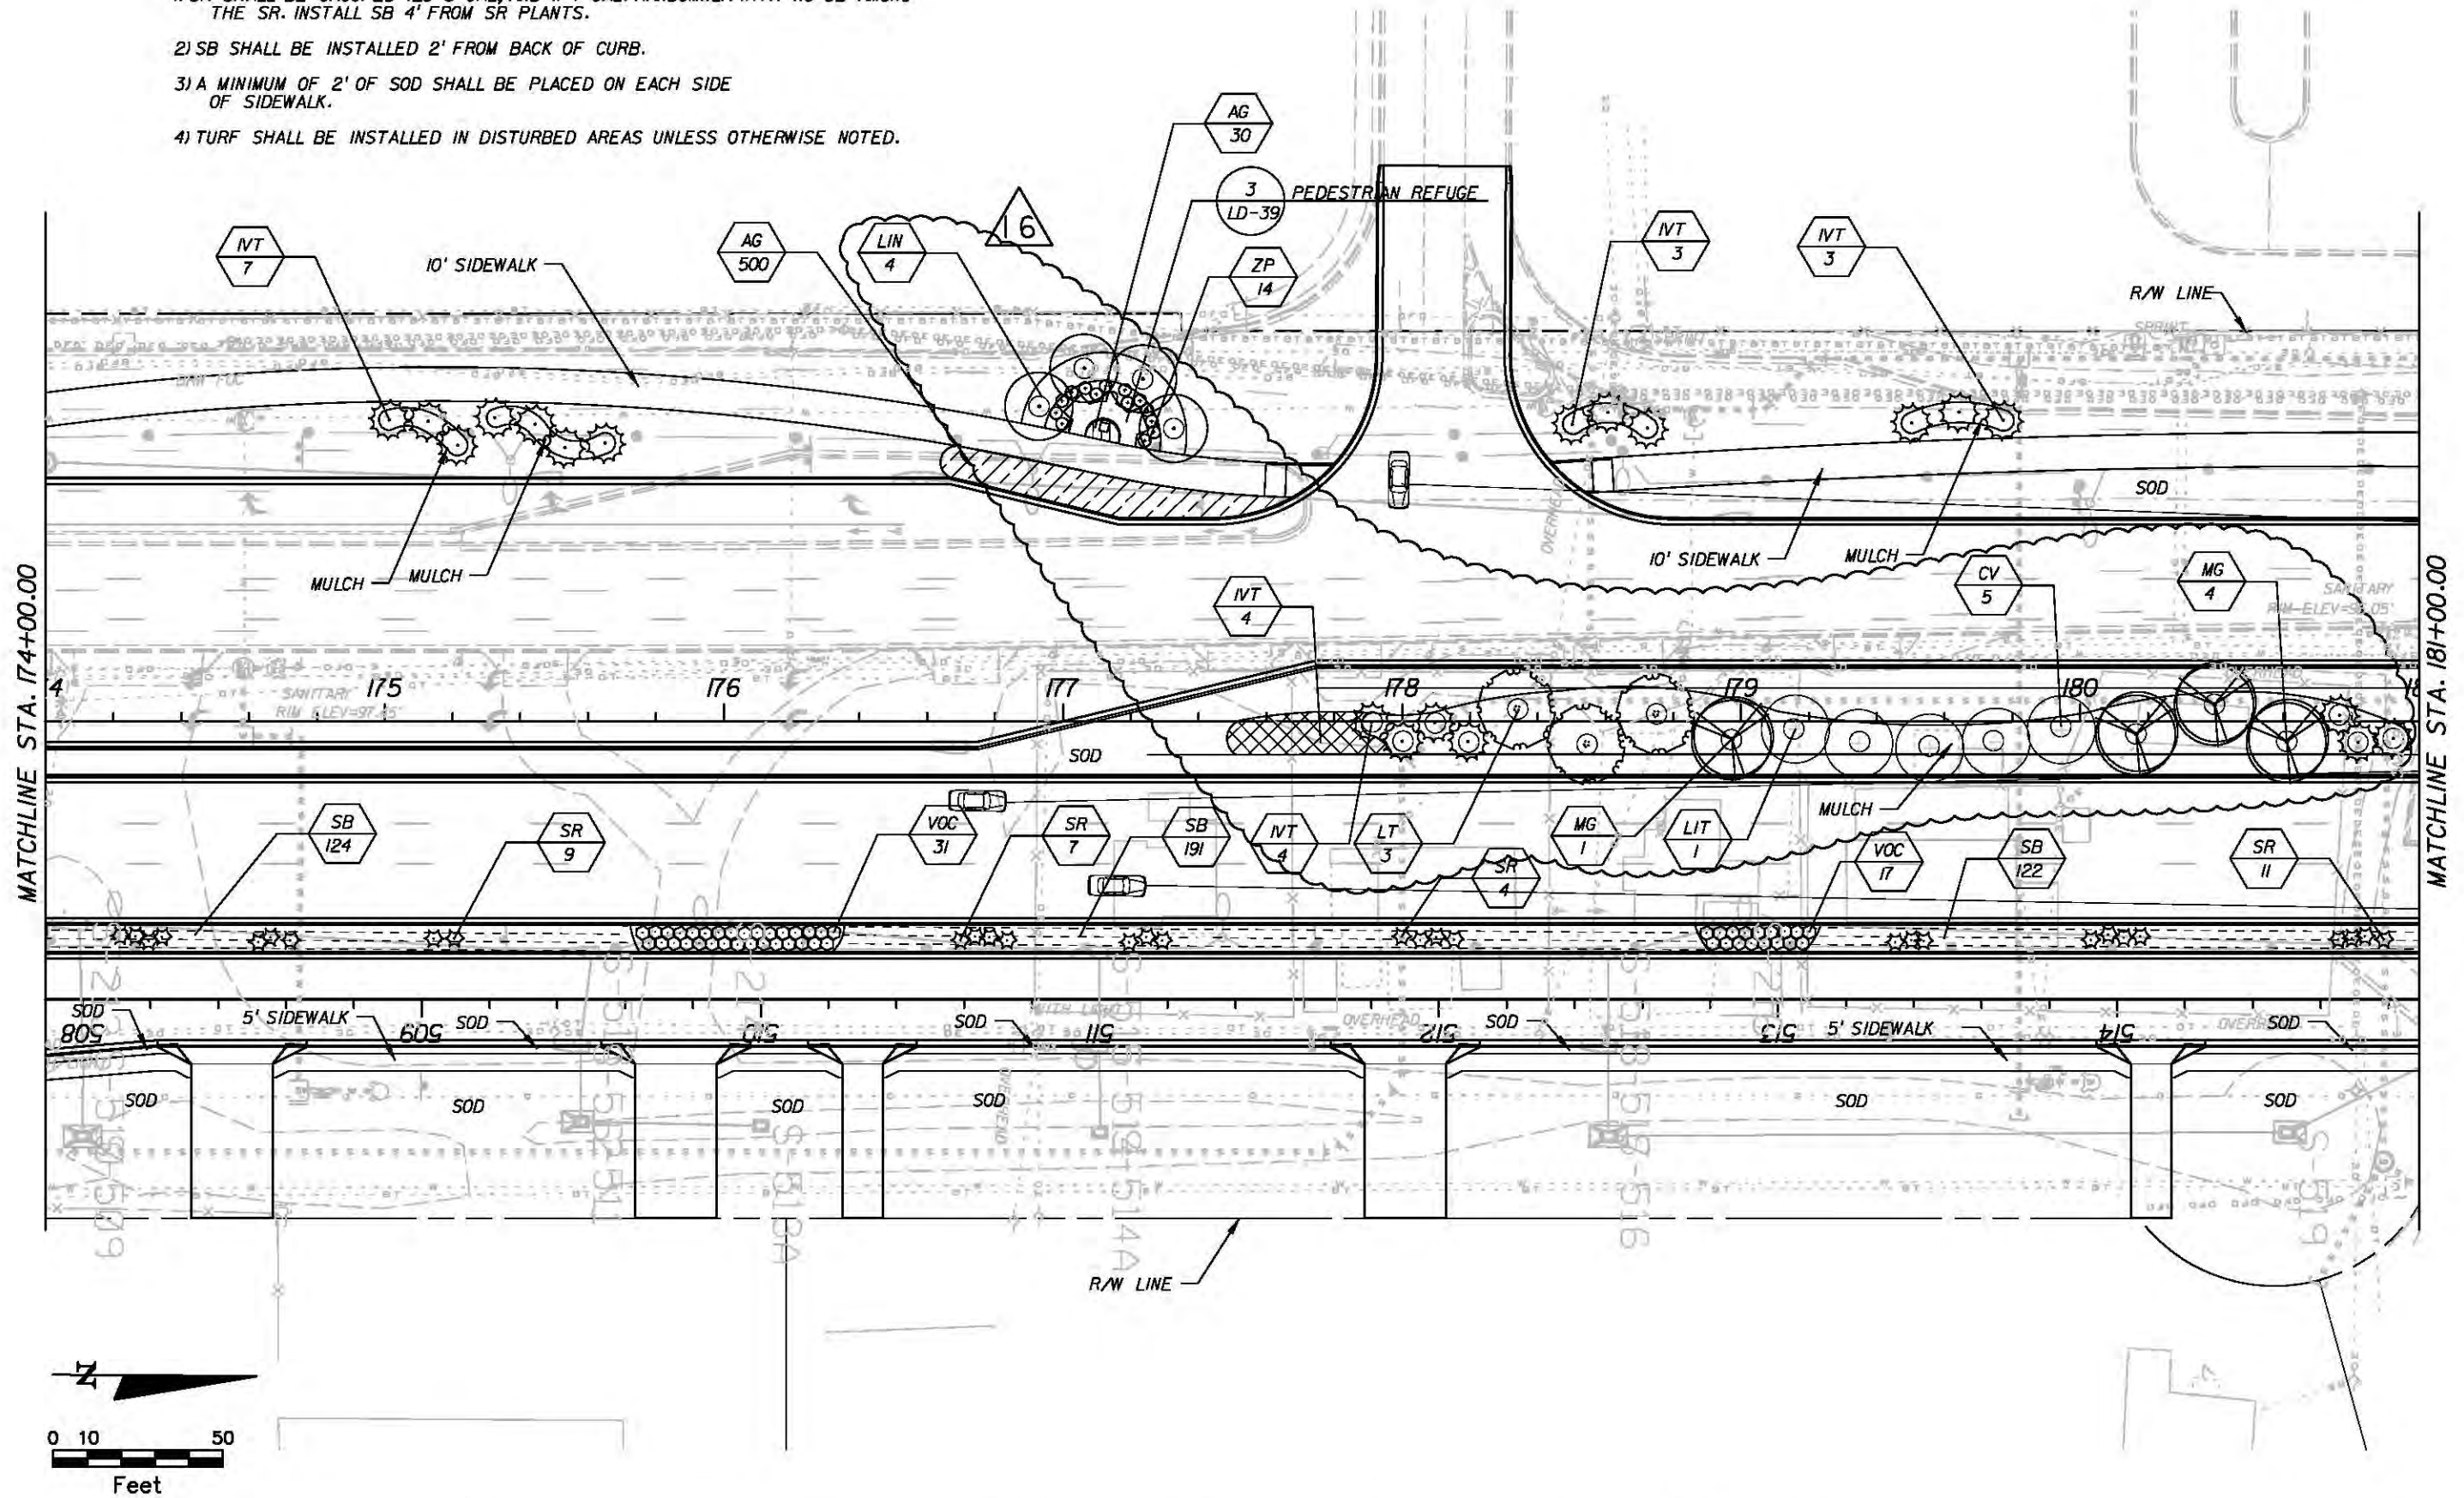 THE SR. INSTALL SB 4' FROM SR PLANTS.
2) SB SHALL BE INSTALLED 2' FROM BACK OF CURB.
3) A MINIMUM OF 2' OF SOD SHALL BE PLACED ON EACH SIDE
OF SIDEWALK.
4) TURF SHALL BE INSTALLED IN DISTURBED AREAS UNLESS OTHERWISE NOTED.
AG
30
3
LD-39
PEDESTRIAN REFUGE
16
IVT
7
10' SIDEWALK
AG
500
LIN
4
ZP
14
IVT
3
IVT
3
R/W LINE
SPRINT
SOD
MULCH
MULCH
10' SIDEWALK
MULCH
IVT
4
CV
5
MG
4
SANITARY
RIM ELEV=97.45'
SANITARY
OVERHEAD
175
176
177
178
179
180
SOD
MULCH
MATCHLINE STA. 174+00.00
MATCHLINE STA. 181+00.00
SB
124
SR
9
VOC
31
SR
7
SB
191
IVT
4
LT
3
SR
4
MG
1
LIT
1
VOC
17
SB
122
SR
11
SOD
508
5' SIDEWALK
509
SOD
510
SOD
511
OVERHEAD
512
SOD
513
5' SIDEWALK
514
SOD
SOD
SOD
SOD
SOD
SOD
SOD
S-514A
S-516
S-519
R/W LINE
N
0 10 50
Feet